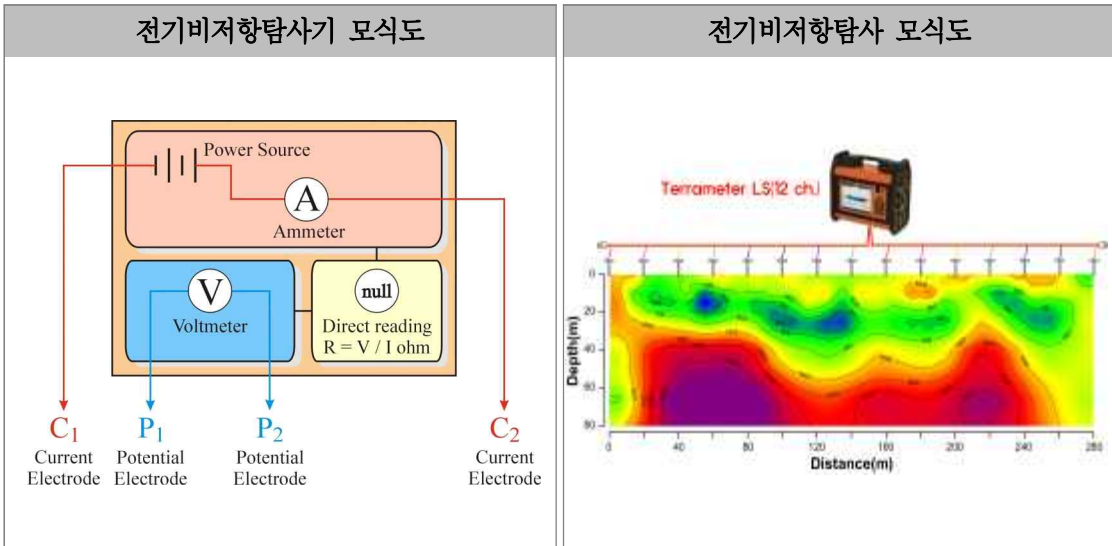 전기비저항탐사기 모식도
Power Source
A
Ammeter
V
Voltmeter
null
Direct reading
R = V / I ohm
C1
Current
Electrode
P1
Potential
Electrode
P2
Potential
Electrode
C2
Current
Electrode
전기비저항탐사 모식도
Terrameter LS(12 ch.)
Depth(m)
0
20
40
60
80
0 40 80 120 160 200 240 280
Distance(m)